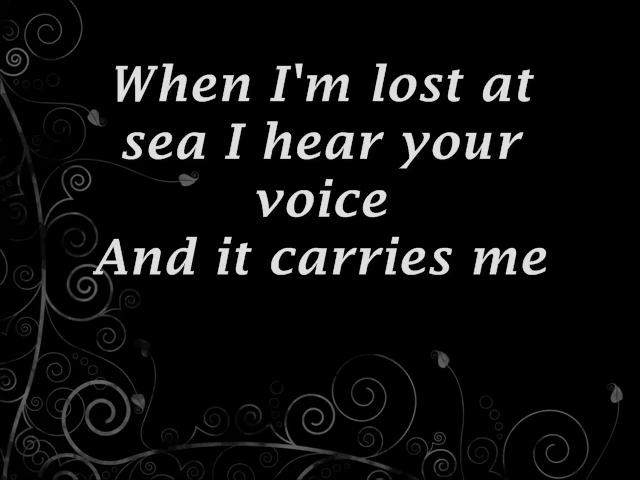 When I'm lost at
sea I hear your
voice
And it carries me